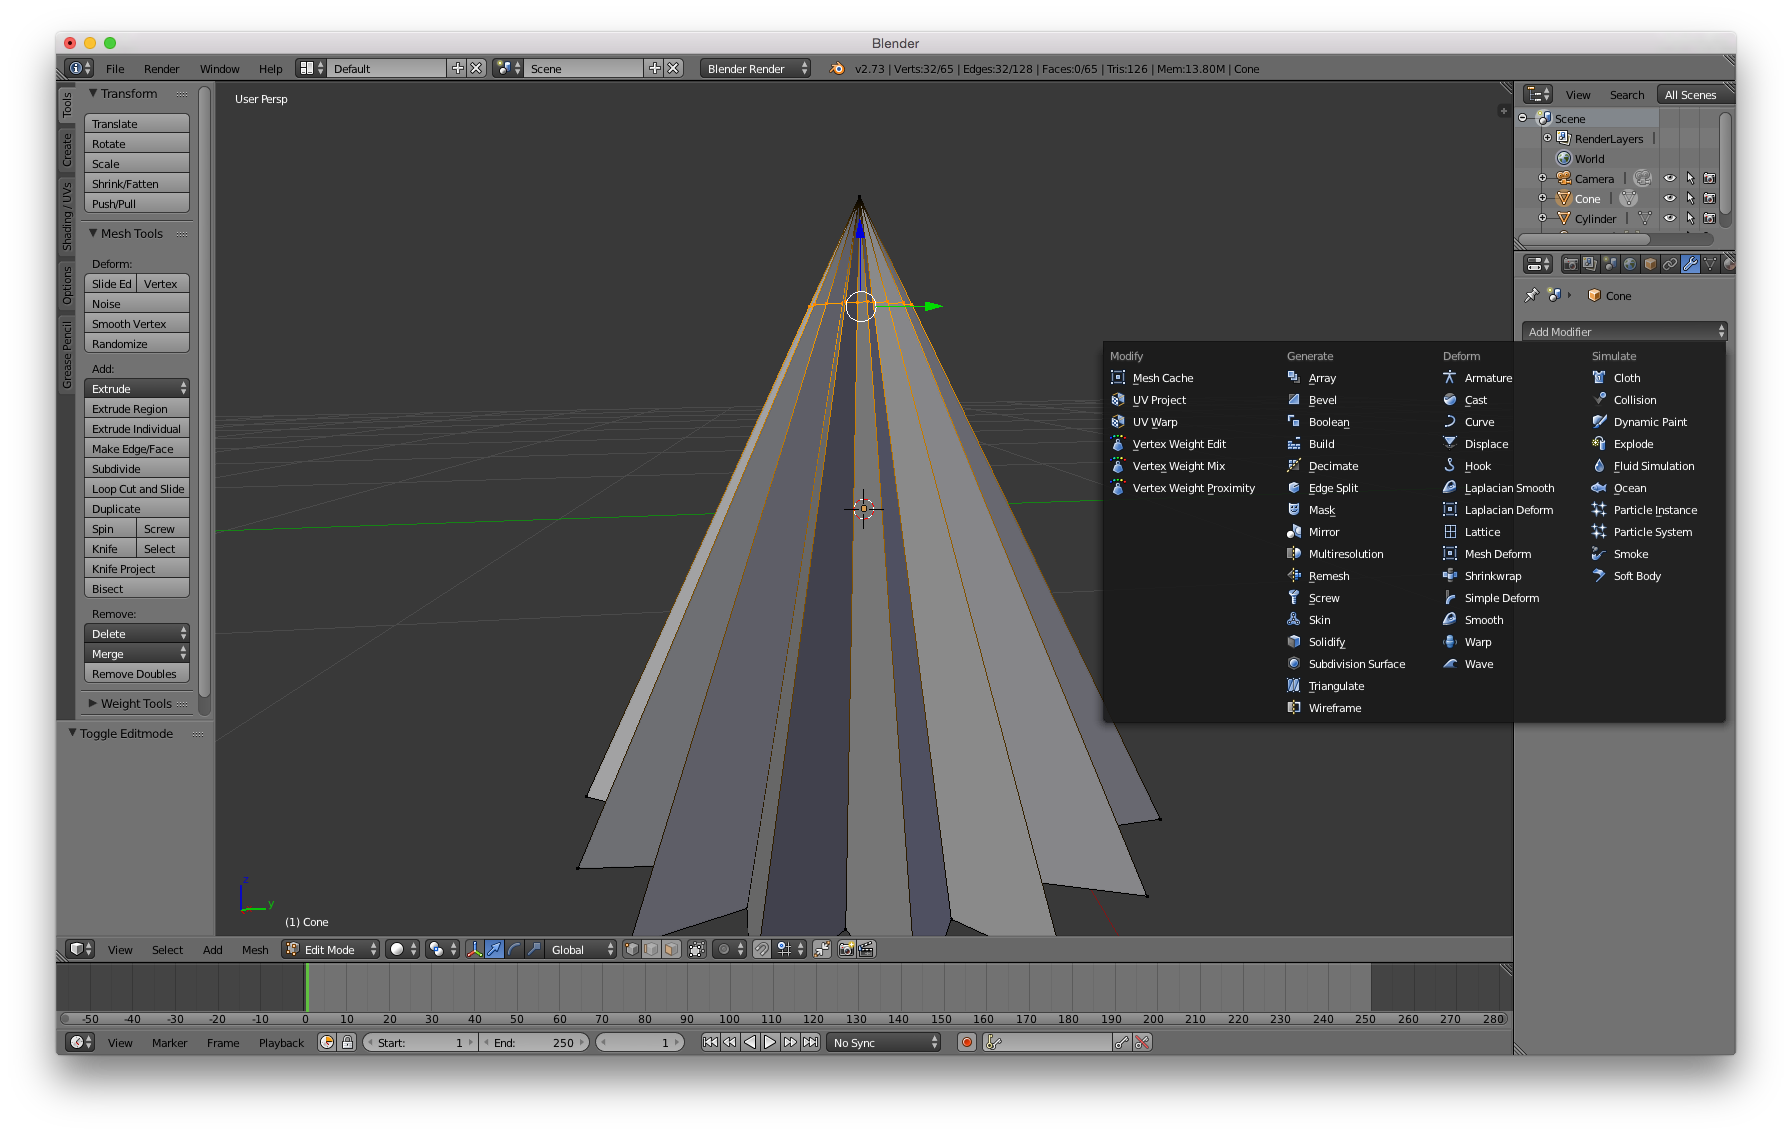 Blender
File Render Window Help Default Scene Blender Render v2.73 | Verts:32/65 | Edges:32/128 | Faces:0/65 | Tris:126 | Mem:13.80M | Cone
Tools
Create
Shading / UVs
Options
Grease Pencil
Transform
Translate
Rotate
Scale
Shrink/Fatten
Push/Pull
Mesh Tools
Deform:
Slide Ed Vertex
Noise
Smooth Vertex
Randomize
Add:
Extrude
Extrude Region
Extrude Individual
Make Edge/Face
Subdivide
Loop Cut and Slide
Duplicate
Spin Screw
Knife Select
Knife Project
Bisect
Remove:
Delete
Merge
Remove Doubles
Weight Tools
Toggle Editmode
User Persp
z
y
(1) Cone
View Search All Scenes
Scene
RenderLayers
World
Camera
Cone
Cylinder
Cone
Add Modifier
Modify
Mesh Cache
UV Project
UV Warp
Vertex Weight Edit
Vertex Weight Mix
Vertex Weight Proximity
Generate
Array
Bevel
Boolean
Build
Decimate
Edge Split
Mask
Mirror
Multiresolution
Remesh
Screw
Skin
Solidify
Subdivision Surface
Triangulate
Wireframe
Deform
Armature
Cast
Curve
Displace
Hook
Laplacian Smooth
Laplacian Deform
Lattice
Mesh Deform
Shrinkwrap
Simple Deform
Smooth
Warp
Wave
Simulate
Cloth
Collision
Dynamic Paint
Explode
Fluid Simulation
Ocean
Particle Instance
Particle System
Smoke
Soft Body
View Select Add Mesh Edit Mode Global
-50 -40 -30 -20 -10 0 10 20 30 40 50 60 70 80 90 100 110 120 130 140 150 160 170 180 190 200 210 220 230 240 250 260 270 280
View Marker Frame Playback Start: 1 End: 250 1 No Sync